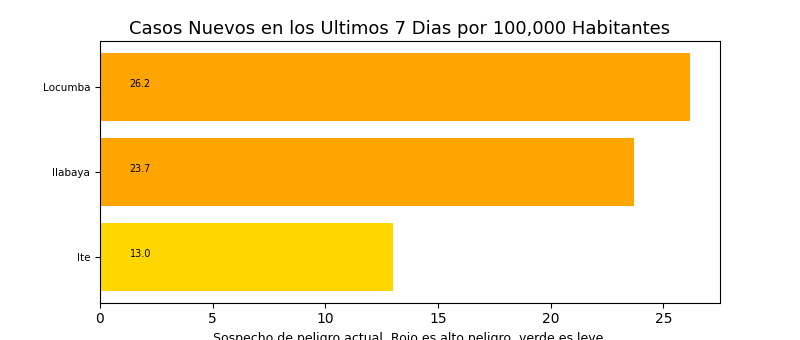 Casos Nuevos en los Ultimos 7 Dias por 100,000 Habitantes
Locumba
26.2
Ilabaya
23.7
Ite
13.0
0 5 10 15 20 25
Sospecho de peligro actual. Rojo es alto peligro, verde es leve